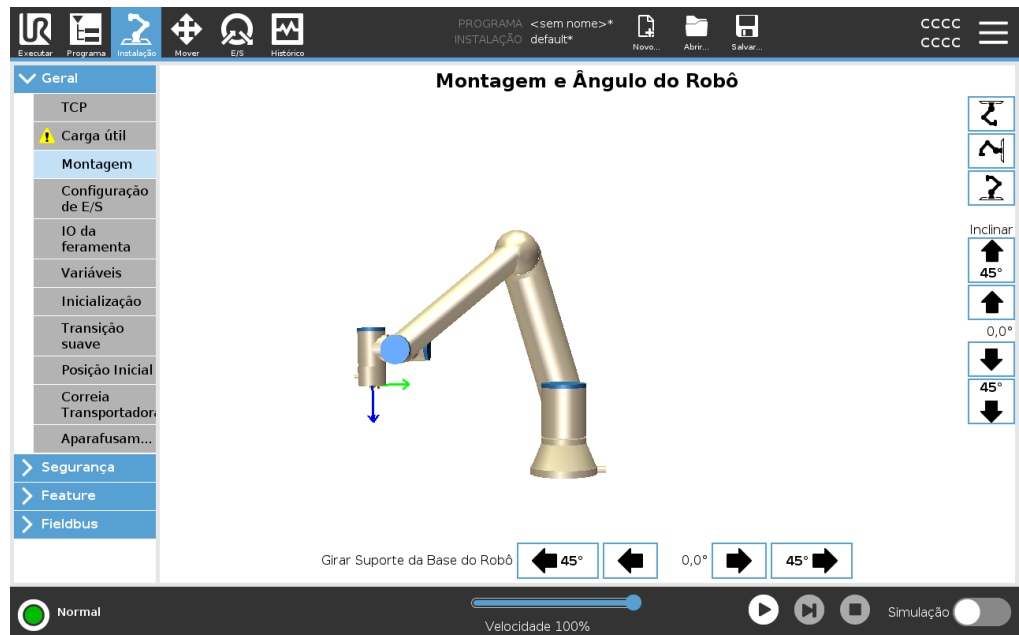 UR
Executar
Programa
Instalação
Mover
E/S
Histórico
PROGRAMA <sem nome>*
INSTALAÇÃO default*
Novo...
Abrir...
Salvar...
CCCC
CCCC
Geral
TCP
Carga útil
Montagem
Configuração
de E/S
IO da
feramenta
Variáveis
Inicialização
Transição
suave
Posição Inicial
Correia
Transportadora
Aparafusam...
Segurança
Feature
Fieldbus
Montagem e Ângulo do Robô
Inclinar
45°
0,0°
45°
Girar Suporte da Base do Robô
45°
0,0°
45°
Normal
Velocidade 100%
Simulação